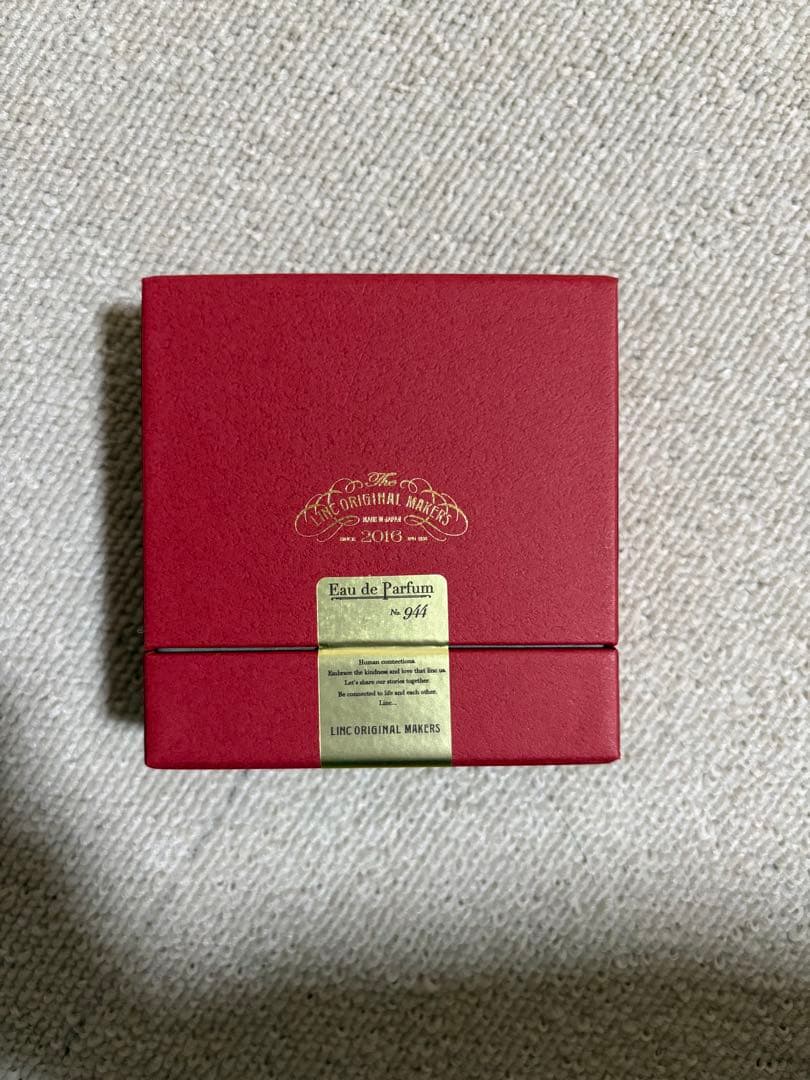 The
LINC ORIGINAL MAKERS
MADE IN JAPAN
SINCE 2016
Eau de Parfum
No. 944
Human connections
Embrace the kindness and love that linc us.
Let's share our stories together.
Be connected to life and each other.
Linc...
LINC ORIGINAL MAKERS